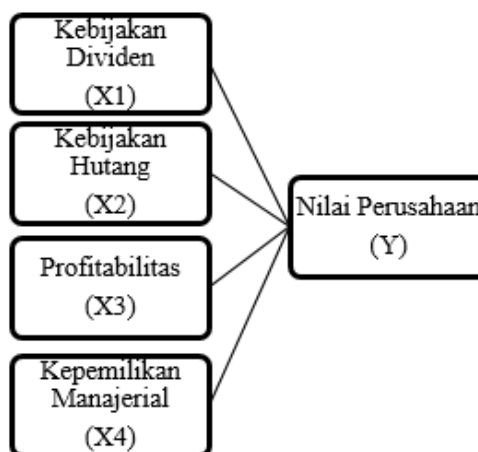 Kebijakan
Dividen
(X1)
Kebijakan
Hutang
(X2)
Profitabilitas
(X3)
Kepemilikan
Manajerial
(X4)
Nilai Perusahaan
(Y)